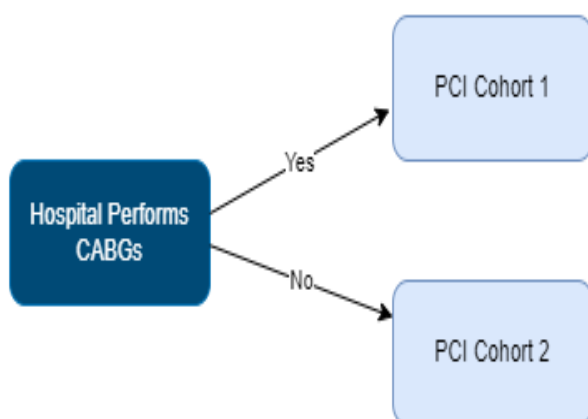 PCI Cohort 1
Yes
Hospital Performs
CABGs
No
PCI Cohort 2